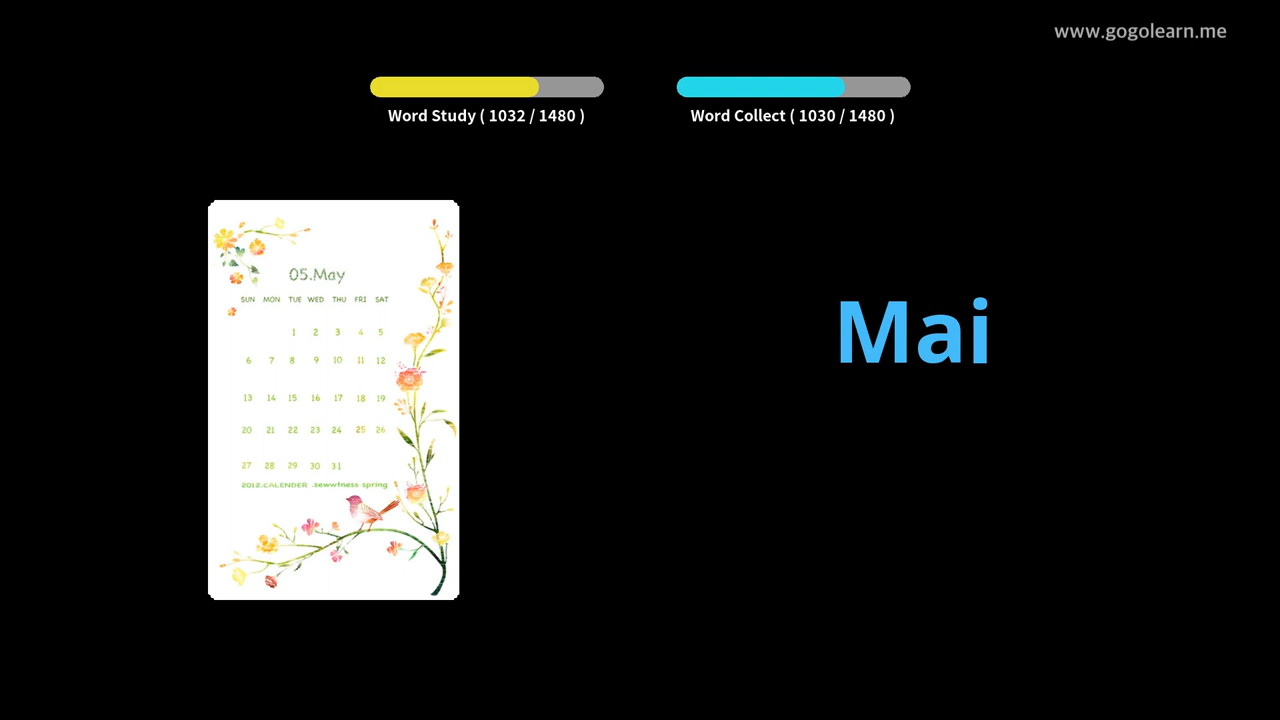 www.gogolearn.me
Word Study ( 1032 / 1480 )
Word Collect ( 1030 / 1480 )
05.May
SUN MON TUE WED THU FRI SAT
1 2 3 4 5
6 7 8 9 10 11 12
13 14 15 16 17 18 19
20 21 22 23 24 25 26
27 28 29 30 31
2012.CALENDER .sewwtness spring
Mai